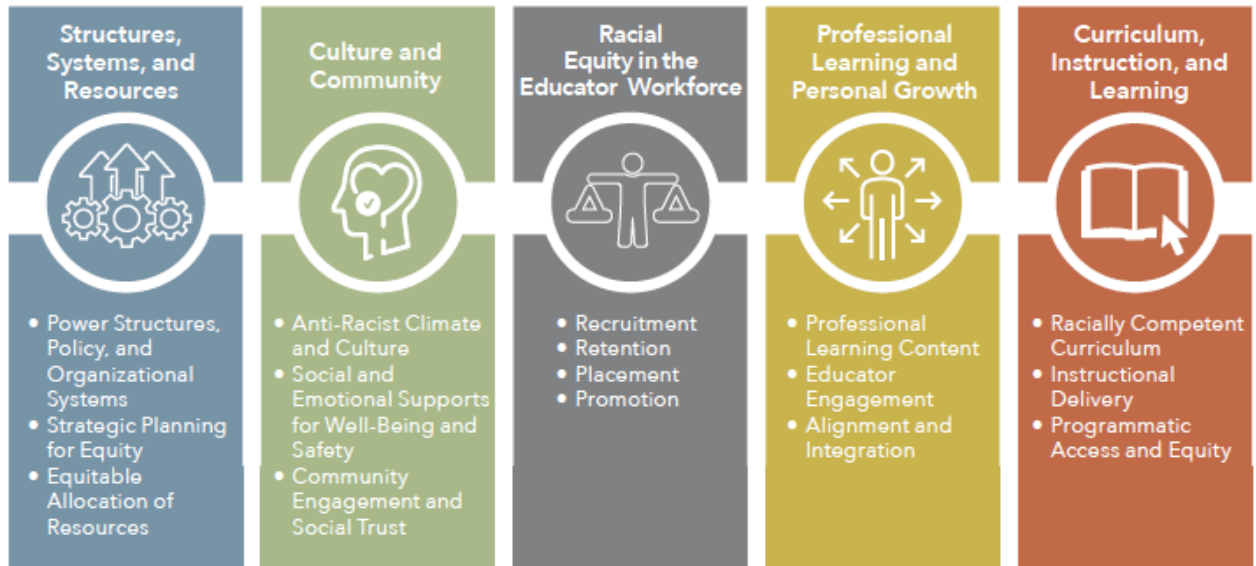 Structures,
Systems, and
Resources
• Power Structures,
Policy, and
Organizational
Systems
• Strategic Planning
for Equity
• Equitable
Allocation of
Resources
Culture and
Community
• Anti-Racist Climate
and Culture
• Social and
Emotional Supports
for Well-Being and
Safety
• Community
Engagement and
Social Trust
Racial
Equity in the
Educator Workforce
• Recruitment
• Retention
• Placement
• Promotion
Professional
Learning and
Personal Growth
• Professional
Learning Content
• Educator
Engagement
• Alignment and
Integration
Curriculum,
Instruction, and
Learning
• Racially Competent
Curriculum
• Instructional
Delivery
• Programmatic
Access and Equity